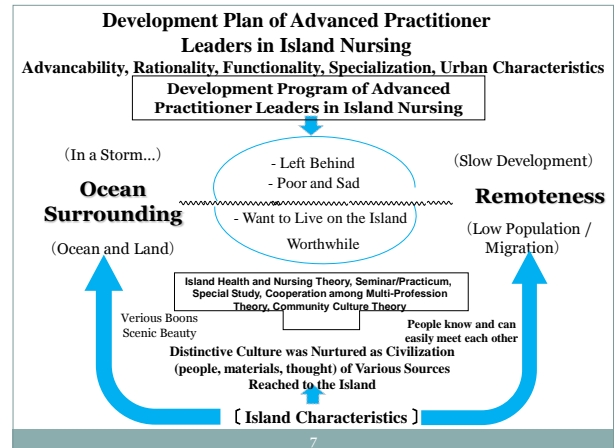 Development Plan of Advanced Practitioner
Leaders in Island Nursing
Advancability, Rationality, Functionality, Specialization, Urban Characteristics
Development Program of Advanced
Practitioner Leaders in Island Nursing
(In a Storm...)
Ocean
Surrounding
(Ocean and Land)
- Left Behind
- Poor and Sad
- Want to Live on the Island
Worthwhile
(Slow Development)
Remoteness
(Low Population /
Migration)
Island Health and Nursing Theory, Seminar/Practicum,
Special Study, Cooperation among Multi-Profession
Theory, Community Culture Theory
Verious Boons
Scenic Beauty
People know and can
easily meet each other
Distinctive Culture was Nurtured as Civilization
(people, materials, thought) of Various Sources
Reached to the Island
〔 Island Characteristics 〕
7